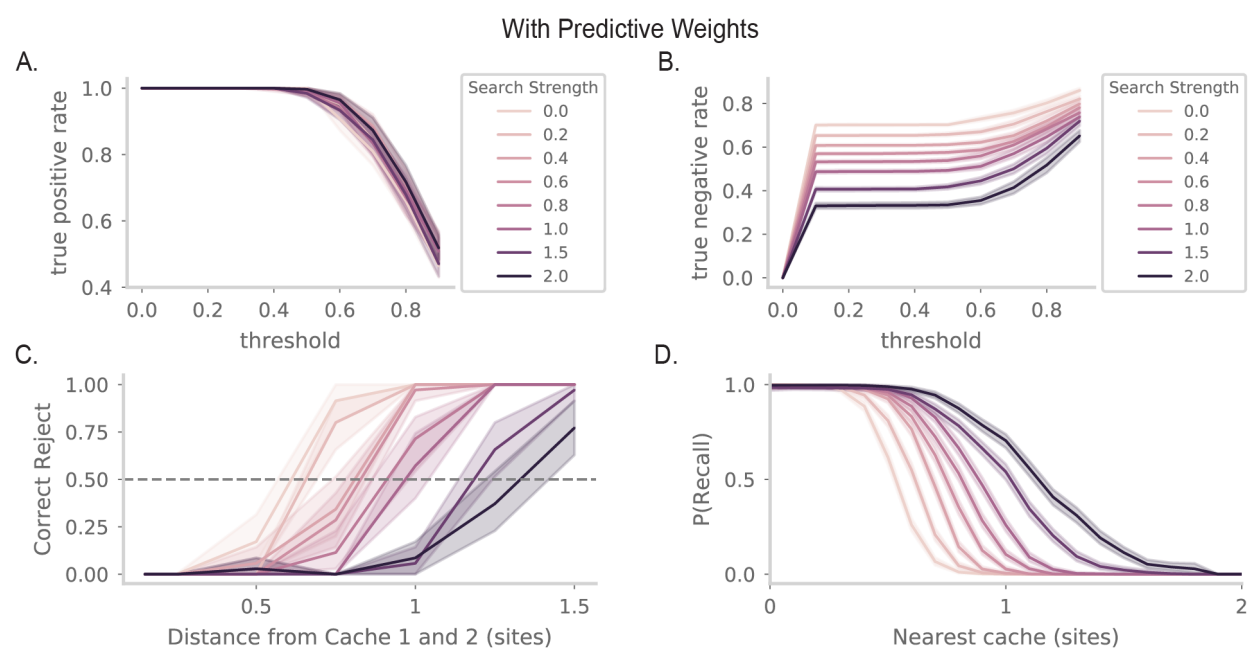 With Predictive Weights
A.
true positive rate
1.0
0.8
0.6
0.4
0.0 0.2 0.4 0.6 0.8
threshold
Search Strength
0.0
0.2
0.4
0.6
0.8
1.0
1.5
2.0
B.
true negative rate
0.8
0.6
0.4
0.2
0.0
0.0 0.2 0.4 0.6 0.8
threshold
Search Strength
0.0
0.2
0.4
0.6
0.8
1.0
1.5
2.0
C.
Correct Reject
1.00
0.75
0.50
0.25
0.00
0.5 1 1.5
Distance from Cache 1 and 2 (sites)
D.
P(Recall)
1.0
0.5
0.0
0 1 2
Nearest cache (sites)